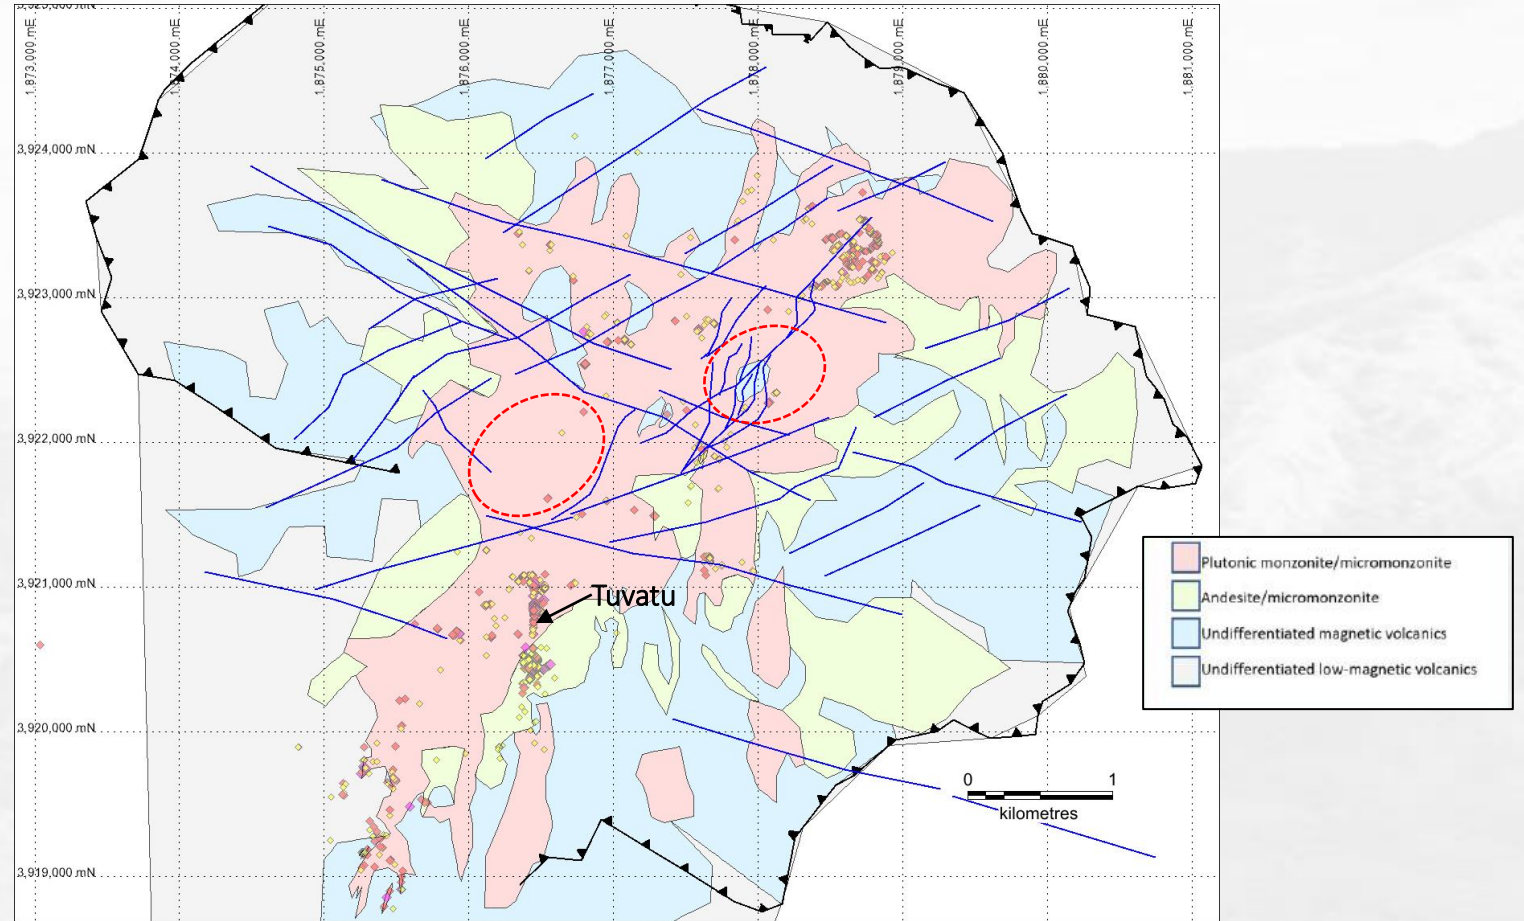 3,925,000 mN
1,873,000.mE
1,874,000.mE
1,875,000.mE
1,876,000.mE
1,877,000.mE
1,878,000.mE
1,879,000.mE
1,880,000.mE
1,881,000.mE
3,924,000 mN
3,923,000 mN
3,922,000 mN
3,921,000 mN
Tuvatu
3,920,000 mN
3,919,000 mN
0 1
kilometres
Plutonic monzonite/micromonzonite
Andesite/micromonzonite
Undifferentiated magnetic volcanics
Undifferentiated low-magnetic volcanics